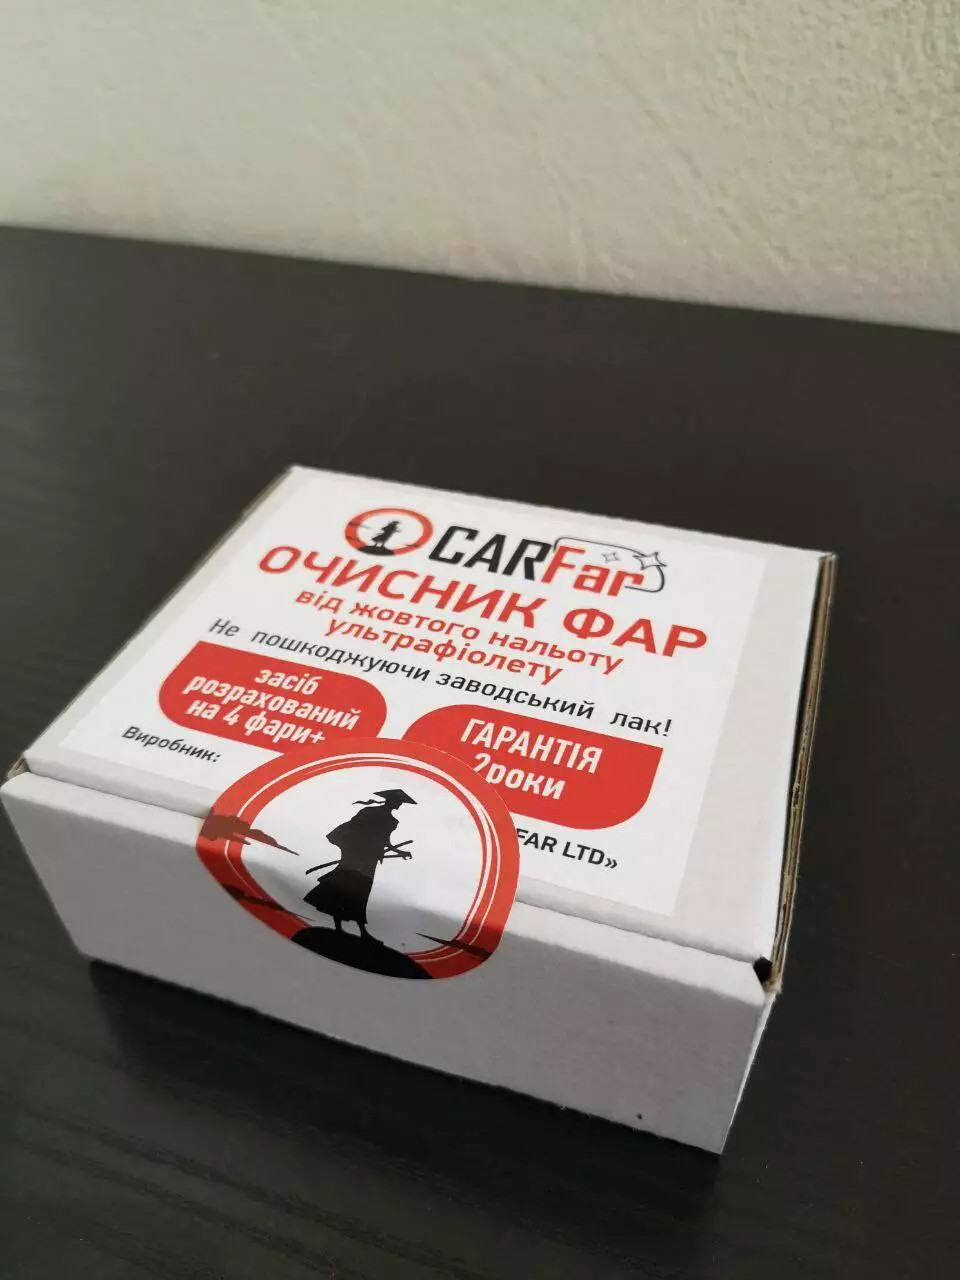 CARFar
ОЧИСНИК ФАР
від жовтого нальоту
ультрафіолету
Не пошкоджуючи заводський лак!
засіб
розрахований
на 4 фари+
ГАРАНТІЯ
2роки
Виробник:
FAR LTD»